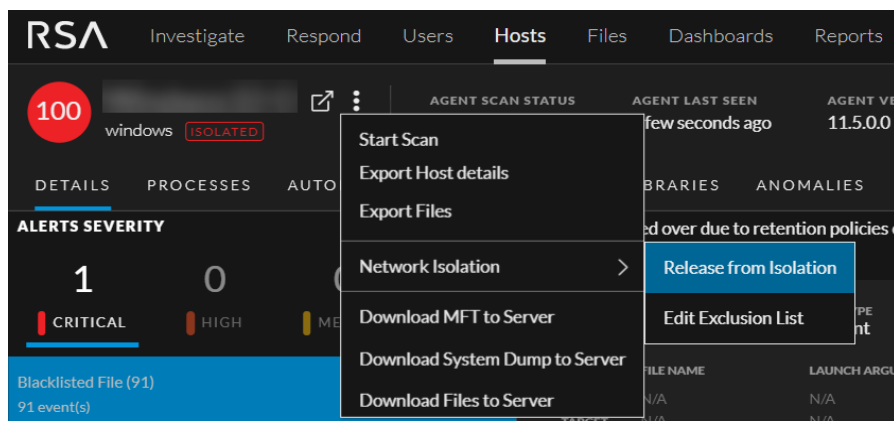 RSA Investigate Respond Users Hosts Files Dashboards Reports
100
windows ISOLATED
AGENT SCAN STATUS AGENT LAST SEEN
few seconds ago 11.5.0.0
Start Scan
Export Host details
Export Files
Network Isolation
Download MFT to Server
Download System Dump to Server
Download Files to Server
Release from Isolation
Edit Exclusion List
DETAILS PROCESSES ANOMALIES
ALERTS SEVERITY
ed over due to retention policies
1 0
CRITICAL HIGH
Blacklisted File (91)
91 event(s)
FILE NAME LAUNCH
N/A N/A
N/A N/A